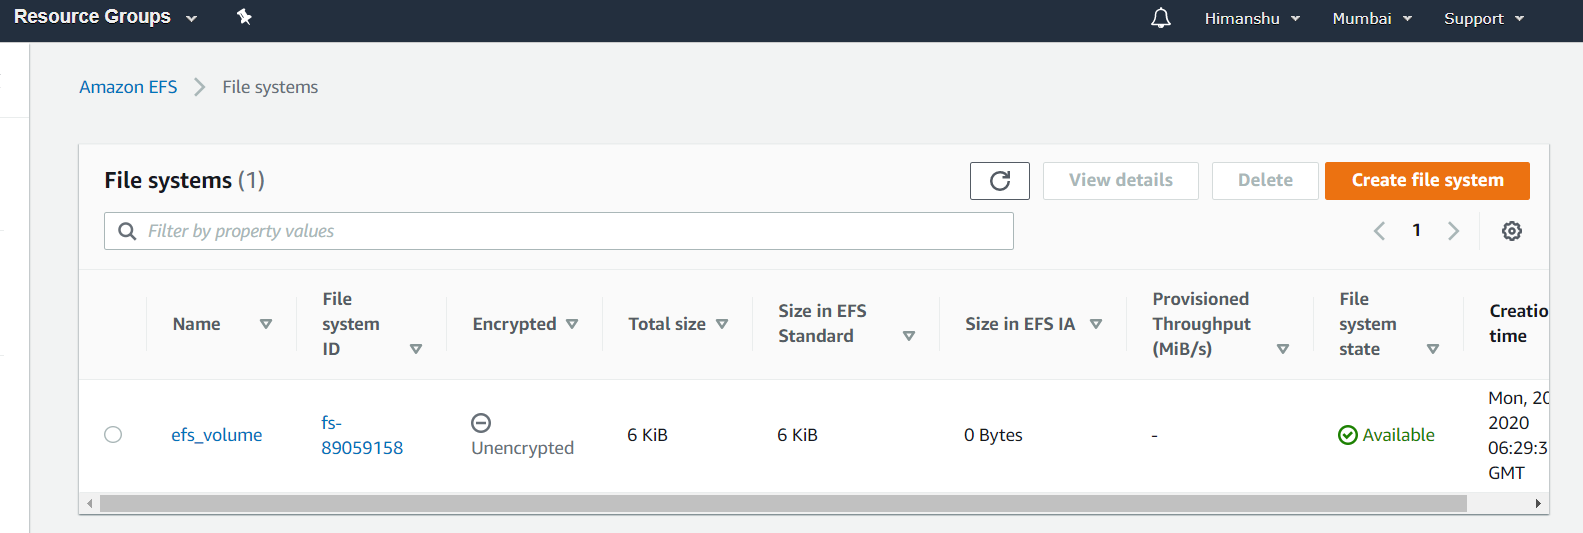 Resource Groups
Himanshu
Mumbai
Support
Amazon EFS
File systems
File systems (1)
View details
Delete
Create file system
Filter by property values
1
Name
File
system
ID
Encrypted
Total size
Size in EFS
Standard
Size in EFS IA
Provisioned
Throughput
(MiB/s)
File
system
state
Creatio
time
efs_volume
fs-
89059158
Unencrypted
6 KiB
6 KiB
0 Bytes
-
Available
Mon, 20
2020
06:29:3
GMT